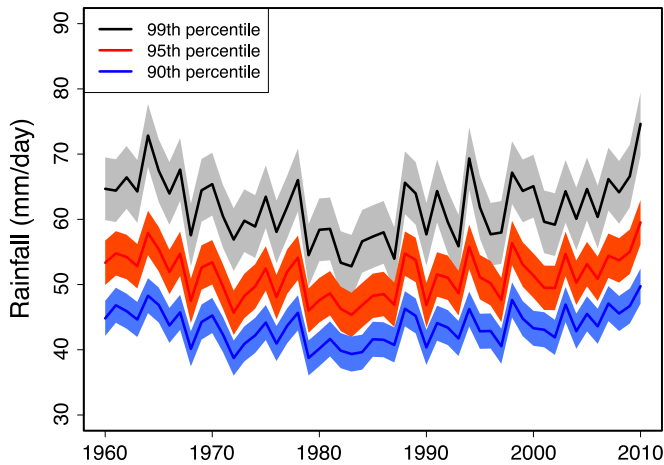 99th percentile
95th percentile
90th percentile
Rainfall (mm/day)
90
80
70
60
50
40
30
1960 1970 1980 1990 2000 2010